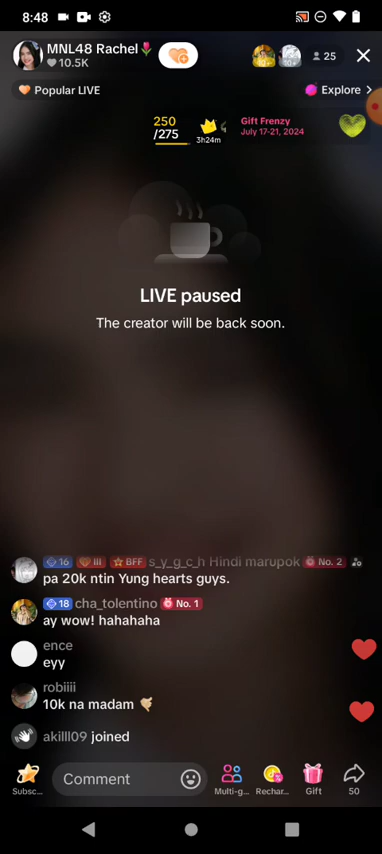 8:48
MNL48 Rachel🌷
10.5K
25
Popular LIVE
Explore
250
/275
3h24m
Gift Frenzy
July 17-21, 2024
LIVE paused
The creator will be back soon.
16 III BFF s_y_g_c_h Hindi marupok No. 2
pa 20k ntin Yung hearts guys.
18 cha_tolentino No. 1
ay wow! hahahaha
ence
eyy
robiiii
10k na madam
akilll09 joined
Comment
Subsc...
Multi-g...
Rechar...
Gift
50